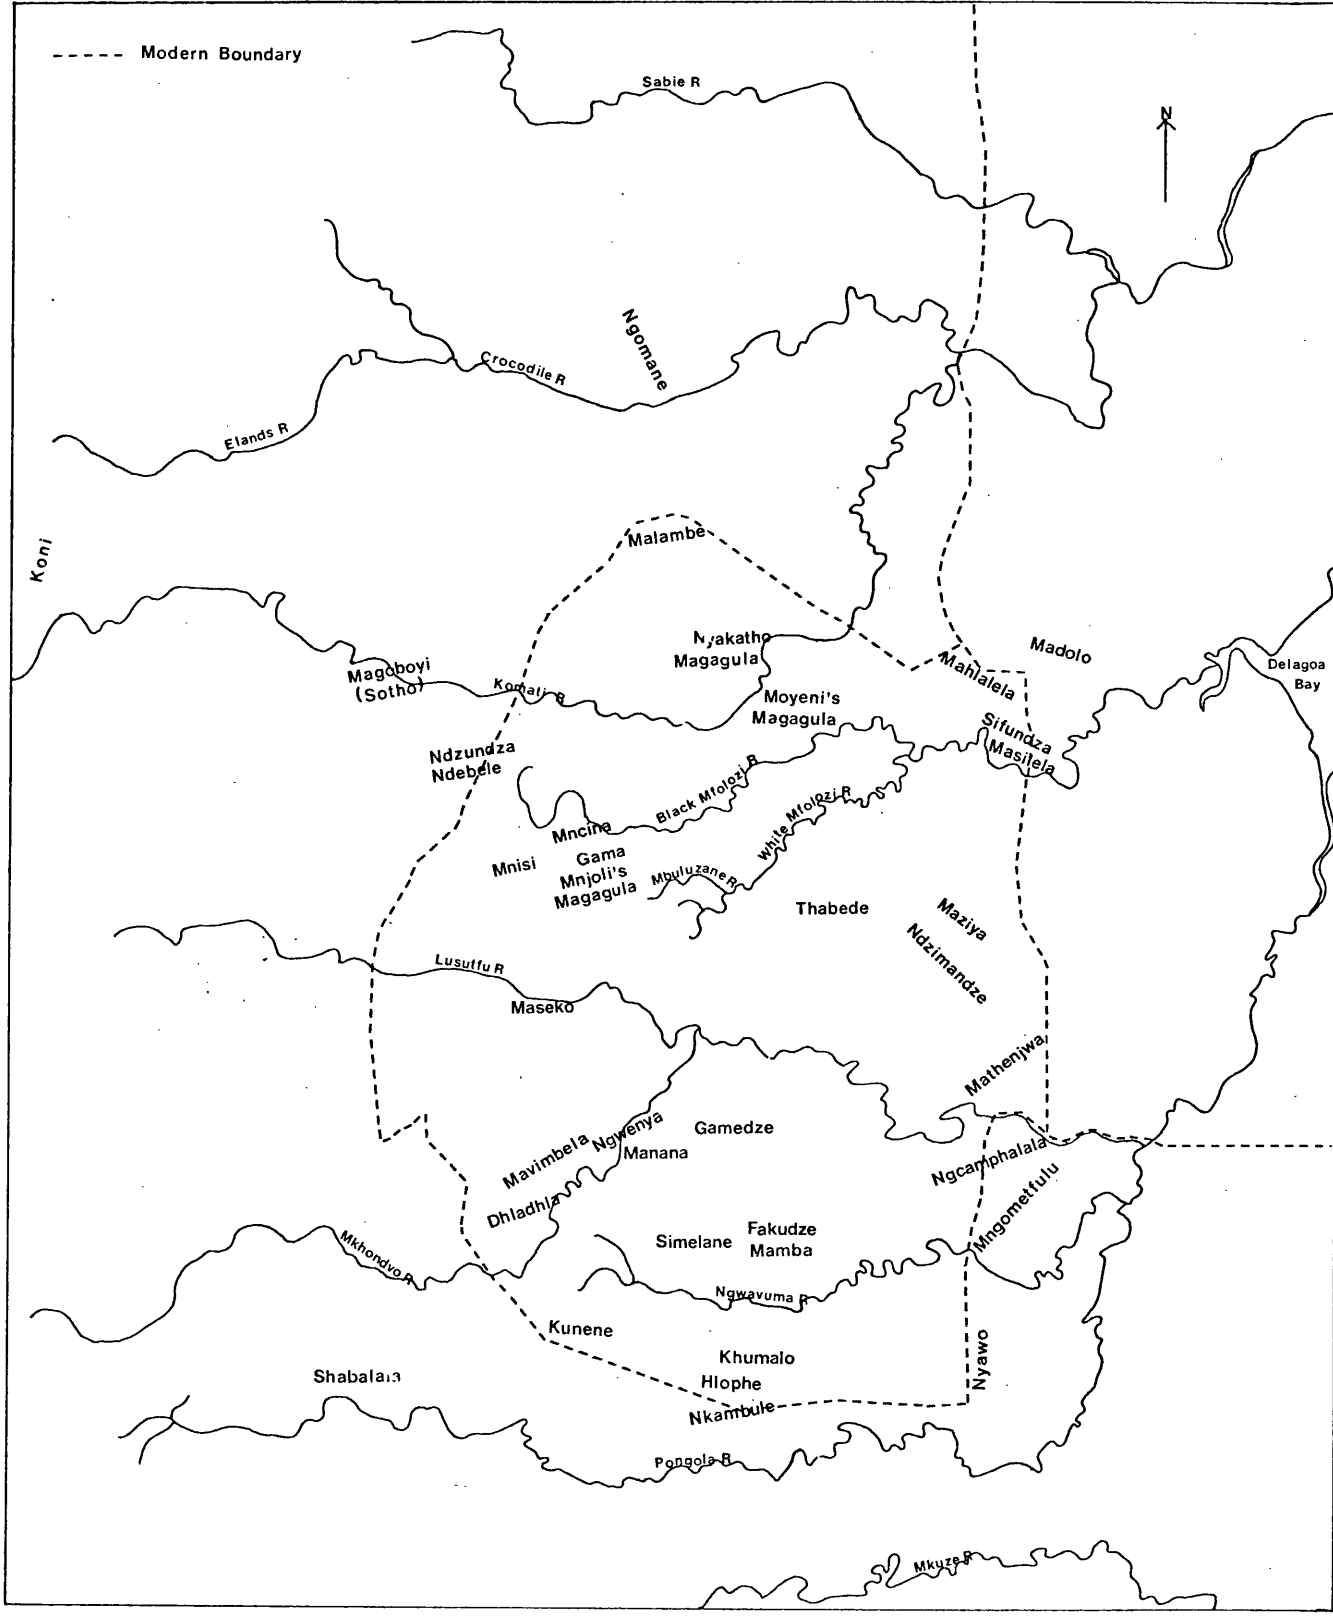 Modern Boundary
Sabie R
N
Ngomane
Crocodile R
Elands R
Koni
Malambe
Nyakatho
Magagula
Madolo
Mahlalela
Delagoa
Bay
Magoboyi
(Sotho)
Komati R
Moyeni's
Magagula
Sifundza
Masilela
Ndzundza
Ndebele
Black Mfolozi R
White Mfolozi R
Mncina
Mnisi
Gama
Mnjoli's
Magagula
Mbuluzane R
Thabede
Maziya
Ndzimandze
Lusutfu R
Maseko
Mathenjwa
Gamedze
Ngwenya
Mavimbela
Manana
Dhladhla
Ngcamphalala
Mngometfulu
Simelane
Fakudze
Mamba
Mkhondvo R
Ngwavuma R
Kunene
Khumalo
Hlophe
Nkambule
Nyawo
Shabalala
Pongola R
Mkuze R